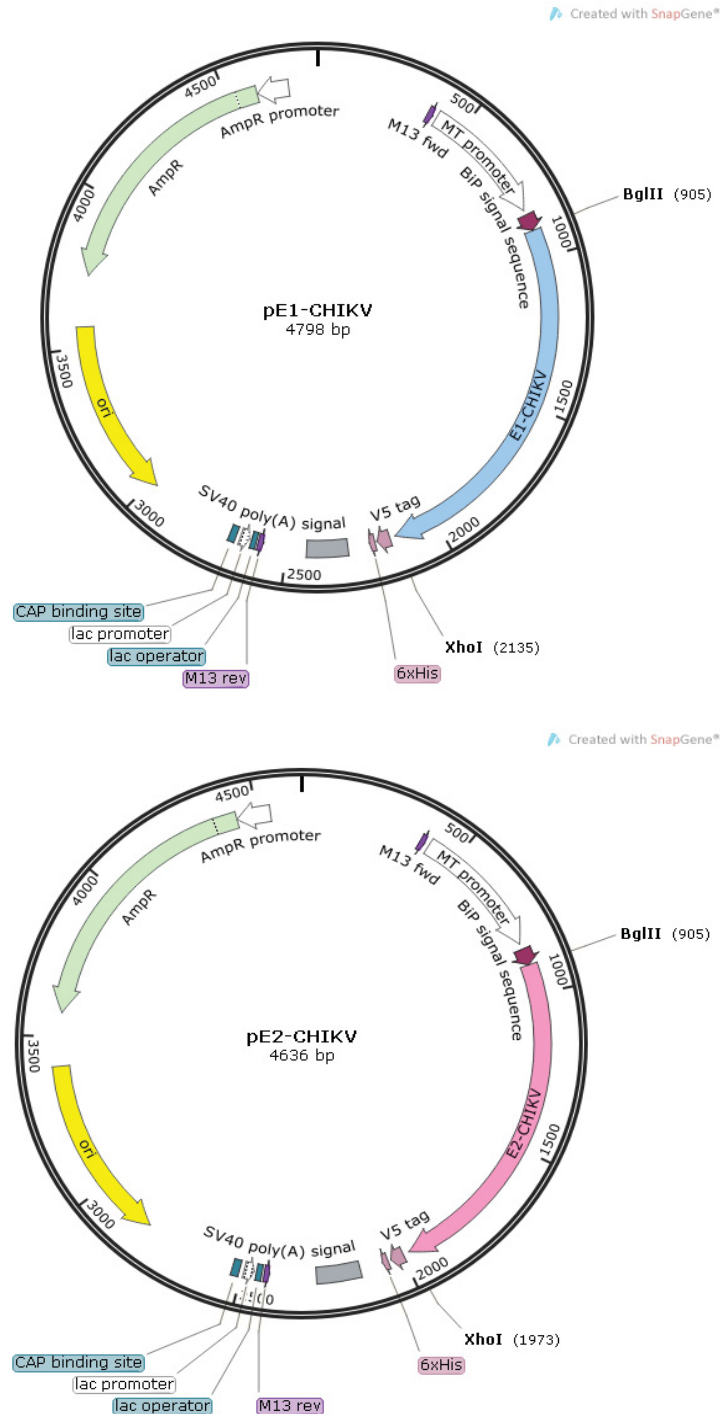 Created with SnapGene®
4500
AmpR promoter
AmpR
4000
500
M13 fwd
MT promoter
BiP signal sequence
BglII (905)
1000
pE1-CHIKV
4798 bp
3500
ori
E1-CHIKV
1500
3000
SV40 poly(A) signal
V5 tag
2000
2500
CAP binding site
lac promoter
lac operator
M13 rev
XhoI (2135)
6xHis
Created with SnapGene®
4500
AmpR promoter
AmpR
4000
500
M13 fwd
MT promoter
BiP signal sequence
BglII (905)
1000
pE2-CHIKV
4636 bp
3500
ori
E2-CHIKV
1500
3000
SV40 poly(A) signal
V5 tag
2000
XhoI (1973)
CAP binding site
6xHis
lac promoter
lac operator
M13 rev